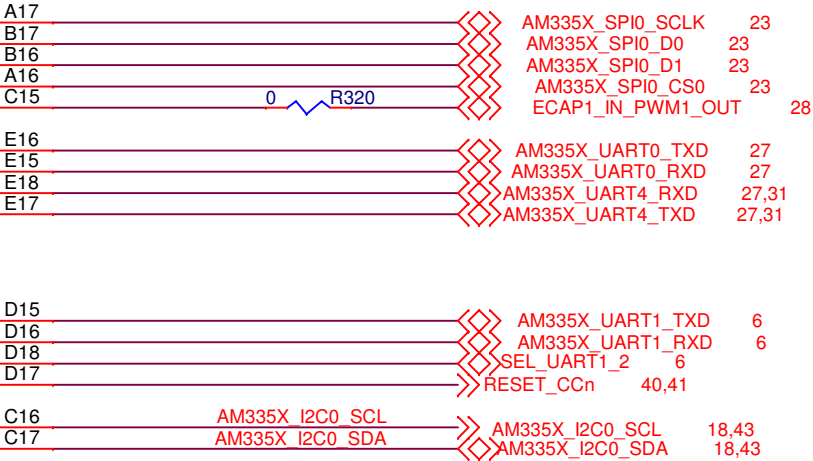 A17 AM335X_SPI0_SCLK 23
B17 AM335X_SPI0_D0 23
B16 AM335X_SPI0_D1 23
A16 AM335X_SPI0_CS0 23
C15 0 R320 ECAP1_IN_PWM1_OUT 28
E16 AM335X_UART0_TXD 27
E15 AM335X_UART0_RXD 27
E18 AM335X_UART4_RXD 27,31
E17 AM335X_UART4_TXD 27,31
D15 AM335X_UART1_TXD 6
D16 AM335X_UART1_RXD 6
D18 SEL_UART1_2 6
D17 RESET_CCn 40,41
C16 AM335X_I2C0_SCL AM335X_I2C0_SCL 18,43
C17 AM335X_I2C0_SDA AM335X_I2C0_SDA 18,43